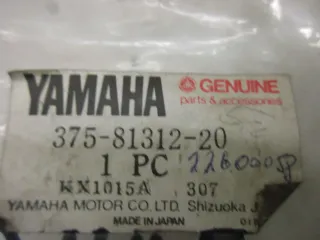 YAMAHA GENUINE
parts & accessories
375-81312-20
1 PC
KX1015A 307
YAMAHA MOTOR CO. LTD. Shizuoka J
MADE IN JAPAN